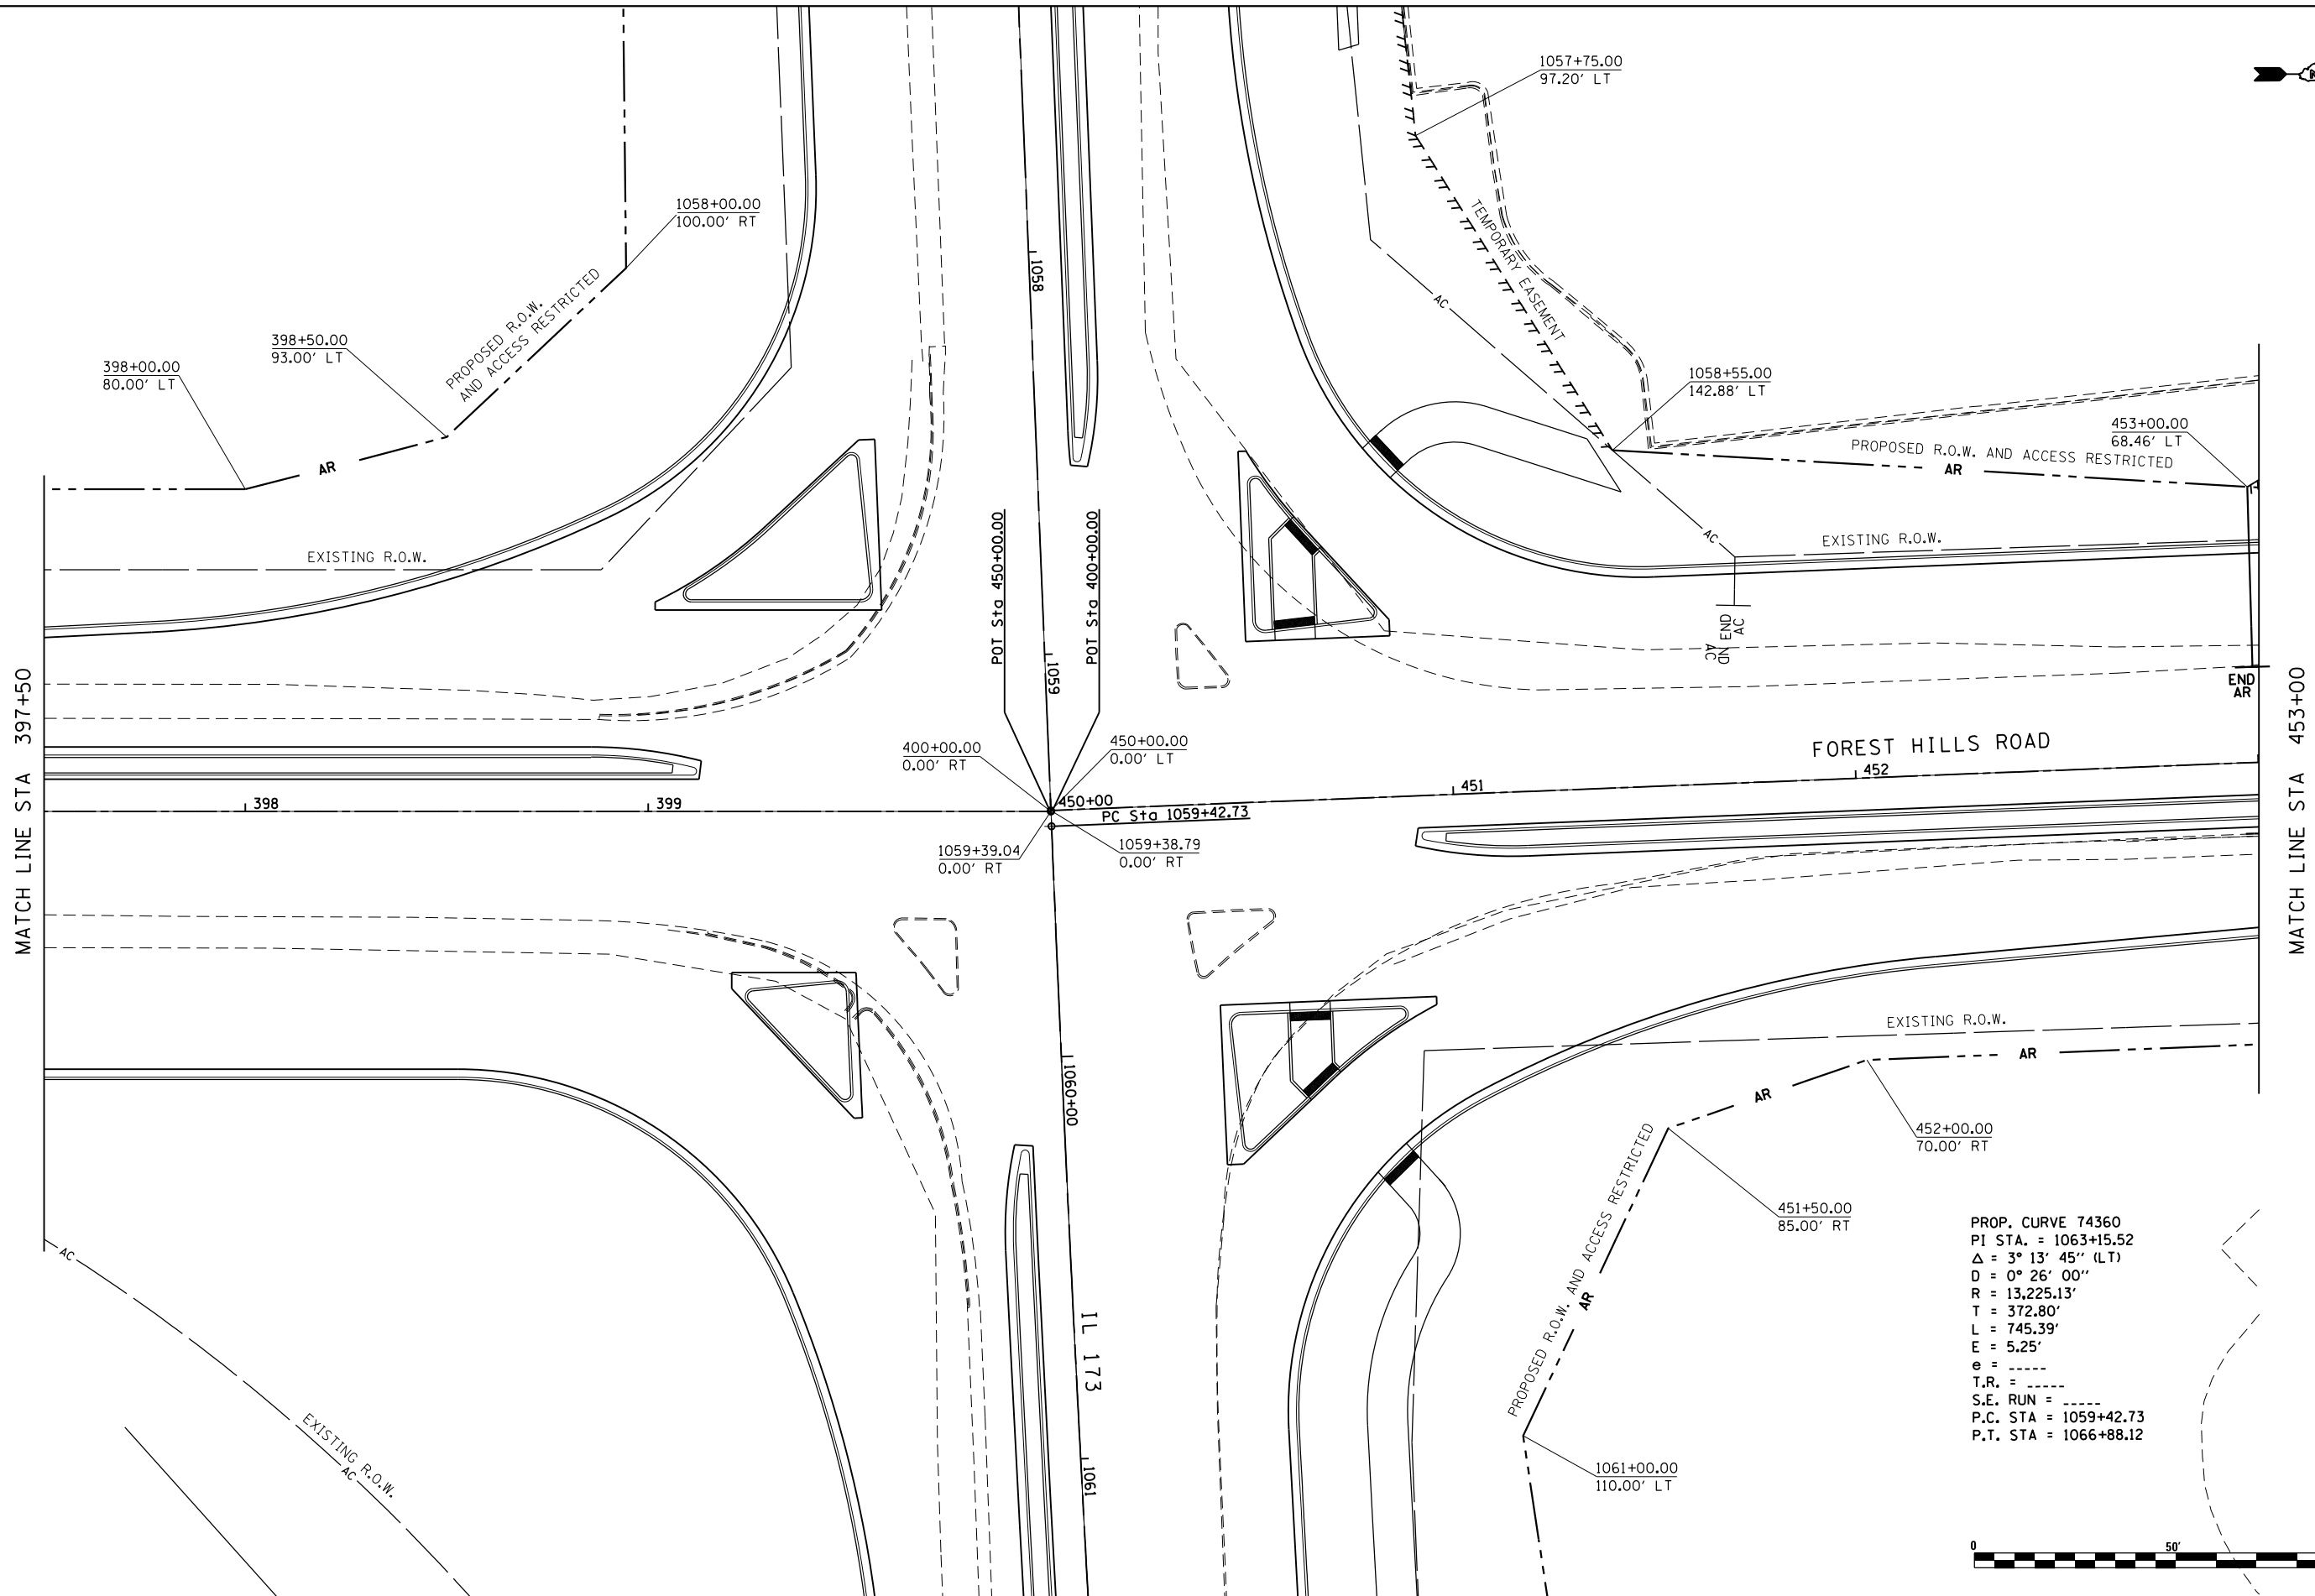 1057+75.00
97.20' LT
1058+00.00
100.00' RT
1058
TEMPORARY EASEMENT
AC
PROPOSED R.O.W.
AND ACCESS RESTRICTED
398+50.00
93.00' LT
398+00.00
80.00' LT
AR
1058+55.00
142.88' LT
453+00.00
68.46' LT
PROPOSED R.O.W. AND ACCESS RESTRICTED
AR
EXISTING R.O.W.
AC
EXISTING R.O.W.
END
AC
END
AC
POT Sta 450+00.00
POT Sta 400+00.00
1059
END
AR
MATCH LINE STA 397+50
MATCH LINE STA 453+00
FOREST HILLS ROAD
400+00.00
0.00' RT
450+00.00
0.00' LT
398
399
450+00
451
452
PC Sta 1059+42.73
1059+39.04
0.00' RT
1059+38.79
0.00' RT
EXISTING R.O.W.
AR
AR
1060+00
452+00.00
70.00' RT
451+50.00
85.00' RT
PROPOSED R.O.W. AND ACCESS RESTRICTED
AR
AC
EXISTING R.O.W.
AC
IL 173
1061
1061+00.00
110.00' LT
PROP. CURVE 74360
PI STA. = 1063+15.52
Δ = 3° 13' 45'' (LT)
D = 0° 26' 00''
R = 13,225.13'
T = 372.80'
L = 745.39'
E = 5.25'
e = -----
T.R. = -----
S.E. RUN = -----
P.C. STA = 1059+42.73
P.T. STA = 1066+88.12
0 50'